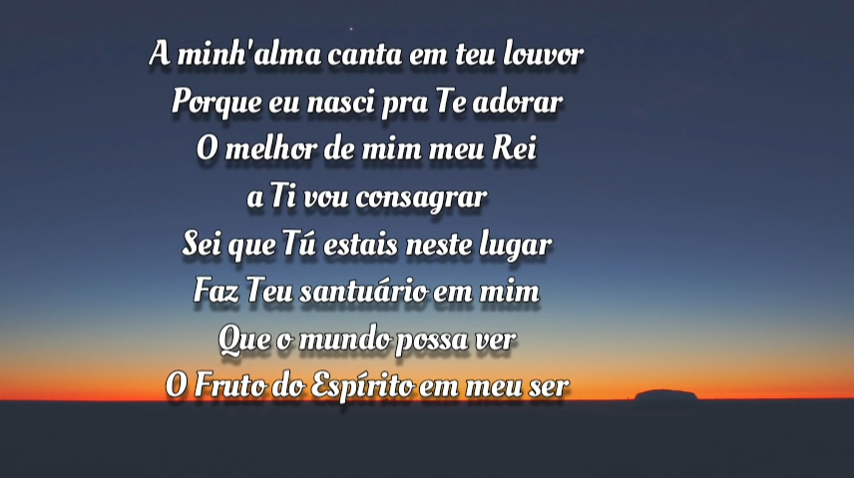 A minh'alma canta em teu louvor
Porque eu nasci pra Te adorar
O melhor de mim meu Rei
a Ti vou consagrar
Sei que Tú estais neste lugar
Faz Teu santuário em mim
Que o mundo possa ver
O Fruto do Espírito em meu ser